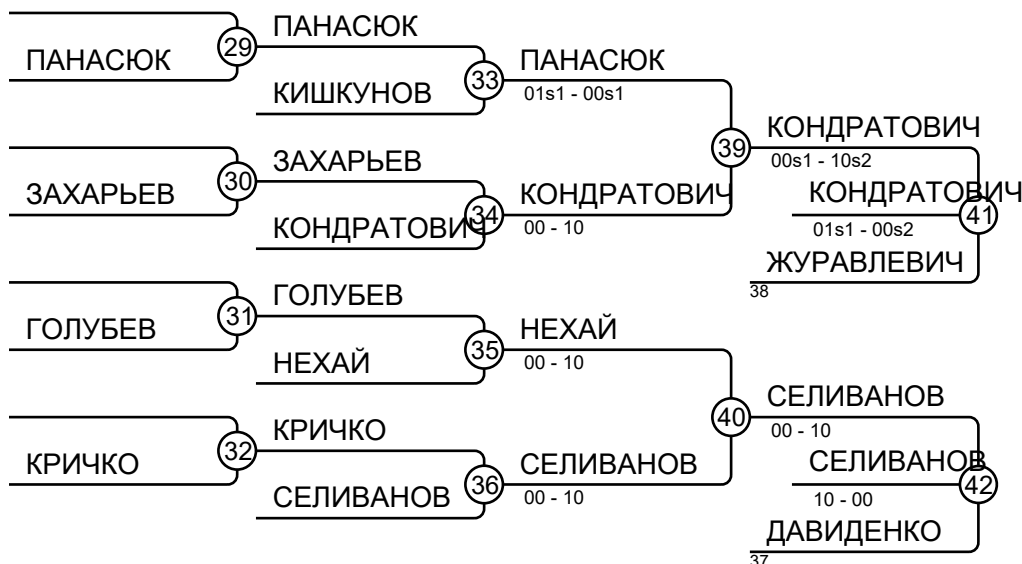 ПАНАСЮК
29
ПАНАСЮК
КИШКУНОВ
33
ПАНАСЮК
01s1 - 00s1
ЗАХАРЬЕВ
30
ЗАХАРЬЕВ
КОНДРАТОВИЧ
34
КОНДРАТОВИЧ
00 - 10
39
КОНДРАТОВИЧ
00s1 - 10s2
КОНДРАТОВИЧ
01s1 - 00s2
41
ЖУРАВЛЕВИЧ
38
ГОЛУБЕВ
31
ГОЛУБЕВ
НЕХАЙ
35
НЕХАЙ
00 - 10
КРИЧКО
32
КРИЧКО
СЕЛИВАНОВ
36
СЕЛИВАНОВ
00 - 10
40
СЕЛИВАНОВ
00 - 10
СЕЛИВАНОВ
10 - 00
42
ДАВИДЕНКО
37